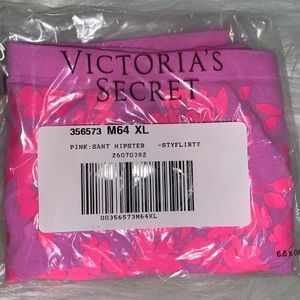 VICTORIA'S
SECRET
356573 M64 XL
PINK:SANT HIPSTER -STYFLIRTY
26070382
00356573M64XL